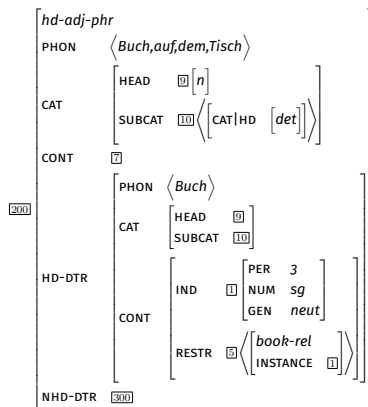 hd-adj-phr
PHON ⟨Buch,auf,dem,Tisch⟩
HEAD 9 [n]
CAT
SUBCAT 10 ⟨[CAT|HD [det]]⟩
CONT 7
PHON ⟨Buch⟩
200
HEAD 9
CAT
SUBCAT 10
HD-DTR
PER 3
IND 1 NUM sg
GEN neut
CONT
book-rel
RESTR 5
INSTANCE 1
NHD-DTR 300